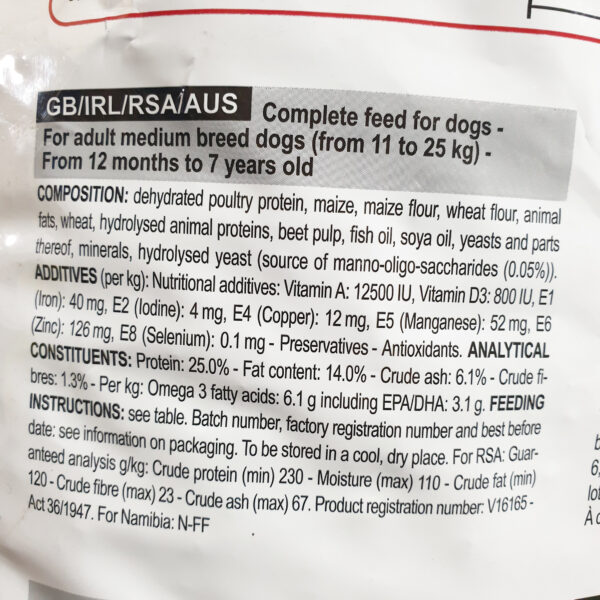 GB/IRL/RSA/AUS Complete feed for dogs -
For adult medium breed dogs (from 11 to 25 kg) -
From 12 months to 7 years old
COMPOSITION: dehydrated poultry protein, maize, maize flour, wheat flour, animal
fats, wheat, hydrolysed animal proteins, beet pulp, fish oil, soya oil, yeasts and parts
thereof, minerals, hydrolysed yeast (source of manno-oligo-saccharides (0.05%)).
ADDITIVES (per kg): Nutritional additives: Vitamin A: 12500 IU, Vitamin D3: 800 IU, E1
(Iron): 40 mg, E2 (Iodine): 4 mg, E4 (Copper): 12 mg, E5 (Manganese): 52 mg, E6
(Zinc): 126 mg, E8 (Selenium): 0.1 mg - Preservatives - Antioxidants. ANALYTICAL
CONSTITUENTS: Protein: 25.0% - Fat content: 14.0% - Crude ash: 6.1% - Crude fi-
bres: 1.3% - Per kg: Omega 3 fatty acids: 6.1 g including EPA/DHA: 3.1 g. FEEDING
INSTRUCTIONS: see table. Batch number, factory registration number and best before
date: see information on packaging. To be stored in a cool, dry place. For RSA: Guar-
anteed analysis g/kg: Crude protein (min) 230 - Moisture (max) 110 - Crude fat (min)
120 - Crude fibre (max) 23 - Crude ash (max) 67. Product registration number: V16165 -
Act 36/1947. For Namibia: N-FF